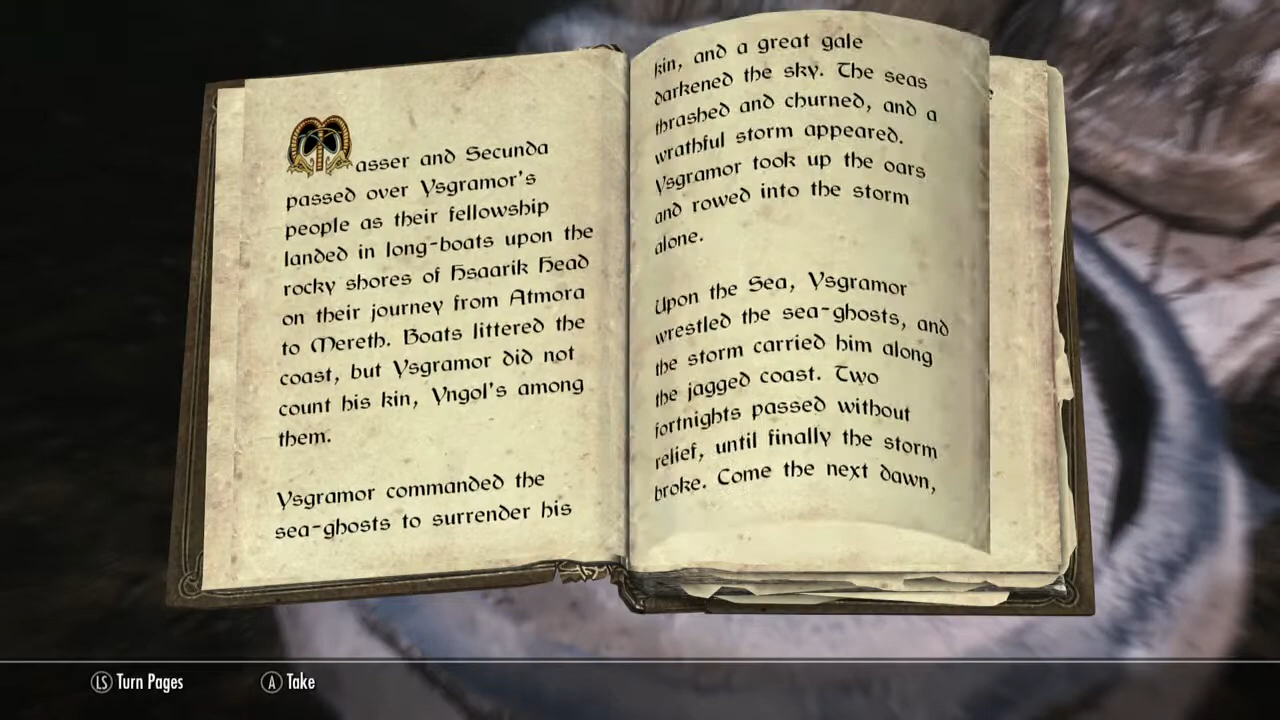 Masser and Secunda
passed over Ysgramor's
people as their fellowship
landed in long-boats upon the
rocky shores of Hsaarik Head
on their journey from Atmora
to Mereth. Boats littered the
coast, but Ysgramor did not
count his kin, Yngol's among
them.
Ysgramor commanded the
sea-ghosts to surrender his
kin, and a great gale
darkened the sky. The seas
thrashed and churned, and a
wrathful storm appeared.
Ysgramor took up the oars
and rowed into the storm
alone.
Upon the Sea, Ysgramor
wrestled the sea-ghosts, and
the storm carried him along
the jagged coast. Two
fortnights passed without
relief, until finally the storm
broke. Come the next dawn,
LS Turn Pages
A Take